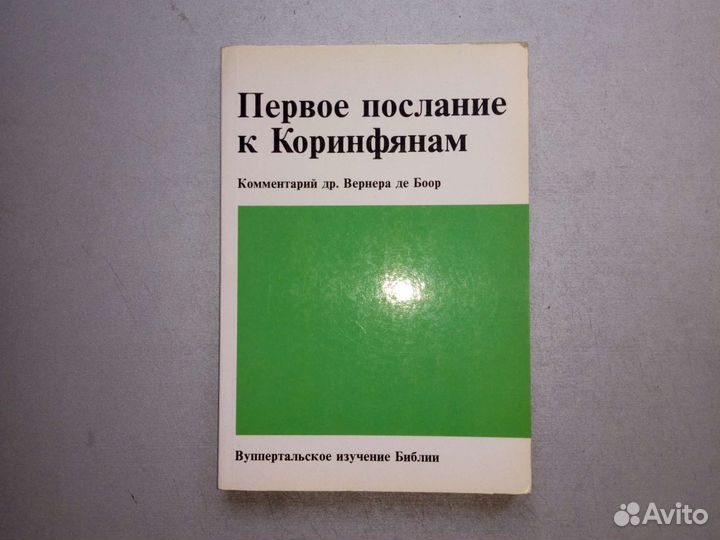 Первое послание
к Коринфянам
Комментарий др. Вернера де Боор
Вуппертальское изучение Библии
Avito